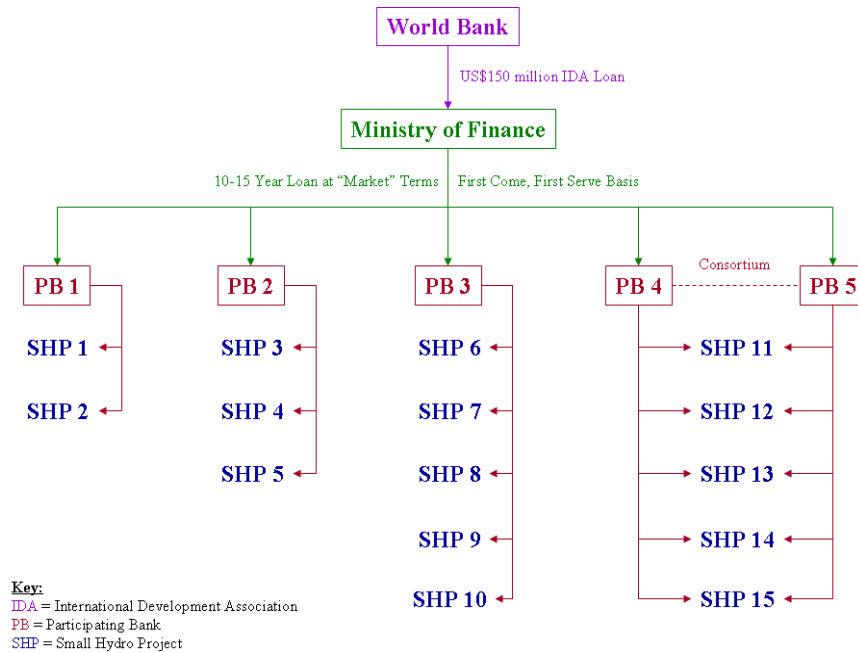 World Bank
US$150 million IDA Loan
Ministry of Finance
10-15 Year Loan at “Market” Terms
First Come, First Serve Basis
PB 1
PB 2
PB 3
PB 4
Consortium
PB 5
SHP 1
SHP 3
SHP 6
SHP 11
SHP 2
SHP 4
SHP 7
SHP 12
SHP 5
SHP 8
SHP 13
SHP 9
SHP 14
SHP 10
SHP 15
Key:
IDA = International Development Association
PB = Participating Bank
SHP = Small Hydro Project